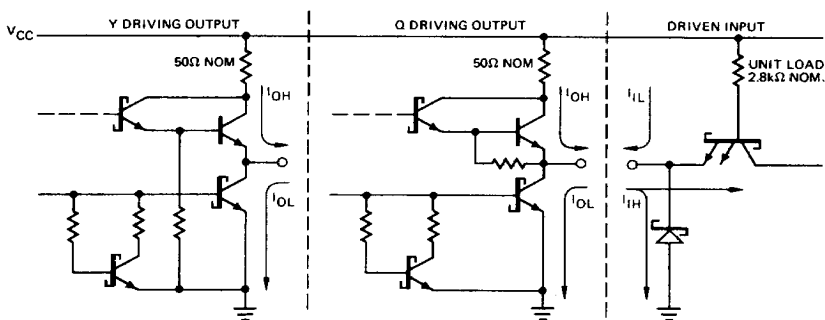 Y DRIVING OUTPUT
Q DRIVING OUTPUT
DRIVEN INPUT
VCC
50Ω NOM
50Ω NOM
UNIT LOAD
2.8kΩ NOM.
IOH
IOH
IIL
IOL
IOL
IIH